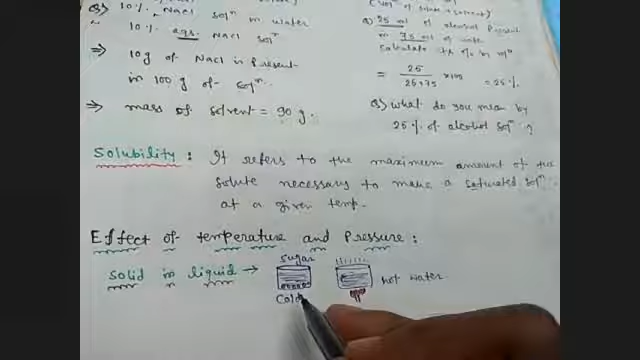 Q) 10 %. NaCl solⁿ in water
10 %. aqs. NaCl solⁿ
⇒ 10 g of NaCl is present
in 100 g of solⁿ.
⇒ mass of solvent = 90 g.
Q) 25 ml of alcohol present
in 75 ml of
calculate its % in solⁿ
= 25 / 25+75 ×100 = 25 %
Q) what do you mean by
25 % of alcohol solⁿ ?
Solubility : It refers to the maximum amount of the
solute necessary to make a saturated solⁿ
at a given temp.
Effect of temperature and Pressure :
Sugar
Solid in liquid → hot water
Cold